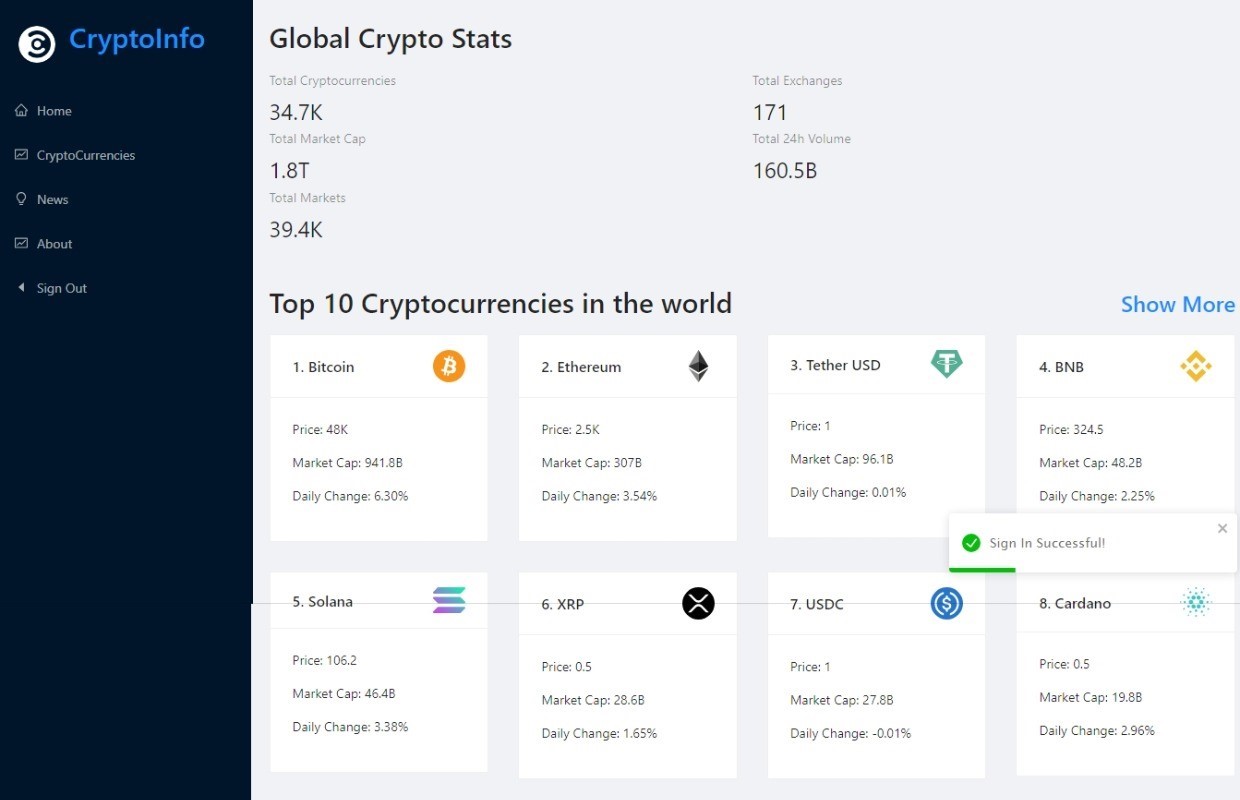 CryptoInfo
Home
CryptoCurrencies
News
About
Sign Out
Global Crypto Stats
Total Cryptocurrencies
34.7K
Total Exchanges
171
Total Market Cap
1.8T
Total 24h Volume
160.5B
Total Markets
39.4K
Top 10 Cryptocurrencies in the world
Show More
1. Bitcoin
Price: 48K
Market Cap: 941.8B
Daily Change: 6.30%
2. Ethereum
Price: 2.5K
Market Cap: 307B
Daily Change: 3.54%
3. Tether USD
Price: 1
Market Cap: 96.1B
Daily Change: 0.01%
4. BNB
Price: 324.5
Market Cap: 48.2B
Daily Change: 2.25%
Sign In Successful!
5. Solana
Price: 106.2
Market Cap: 46.4B
Daily Change: 3.38%
6. XRP
Price: 0.5
Market Cap: 28.6B
Daily Change: 1.65%
7. USDC
Price: 1
Market Cap: 27.8B
Daily Change: -0.01%
8. Cardano
Price: 0.5
Market Cap: 19.8B
Daily Change: 2.96%